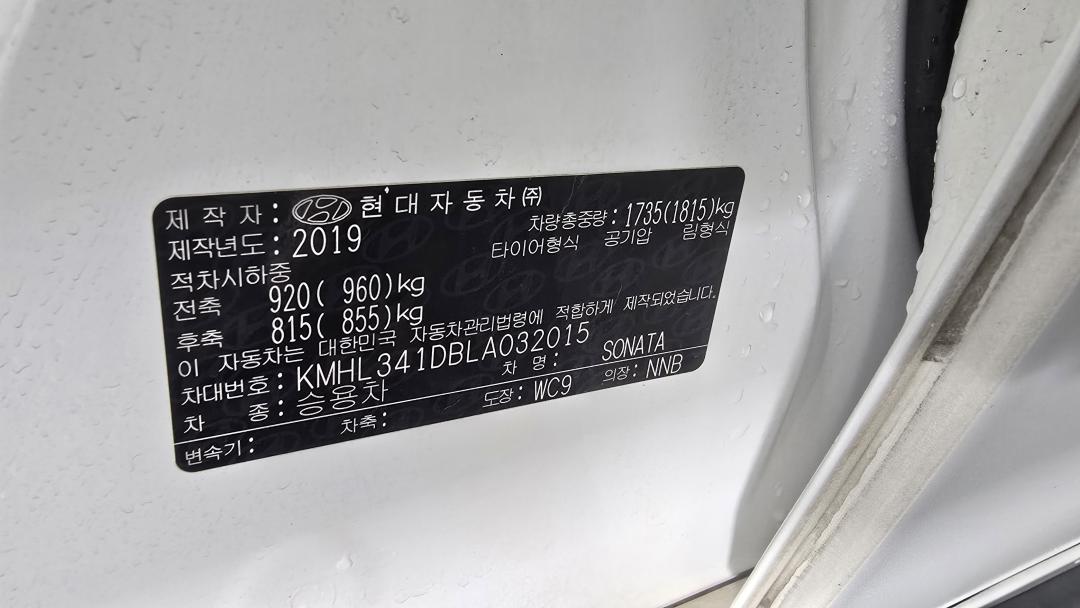 제 작 자 : 현대자동차㈜
차량총중량 : 1735(1815)kg
제작년도 : 2019
타이어형식 공기압 림형식
적차시하중
전축 920( 960)kg
후축 815( 855)kg
이 자동차는 대한민국 자동차관리법령에 적합하게 제작되었습니다.
차대번호 : KMHL341DBLA032015
차 종 : 승용차 차 명 : SONATA
변속기 : 차축 : 도장 : WC9 의장 : NNB